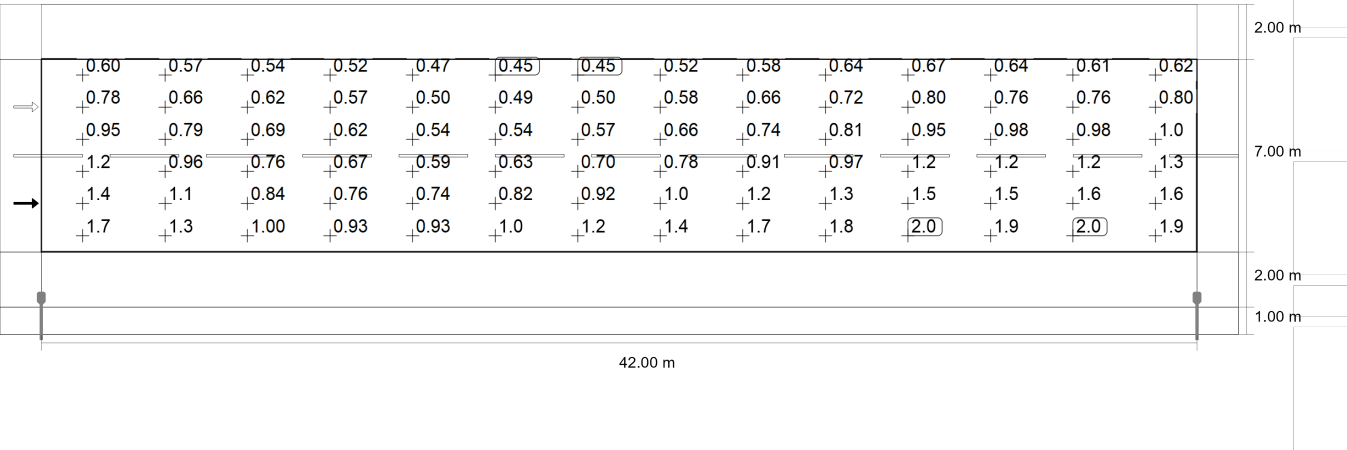 2.00 m
0.60 0.57 0.54 0.52 0.47 0.45 0.45 0.52 0.58 0.64 0.67 0.64 0.61 0.62
0.78 0.66 0.62 0.57 0.50 0.49 0.50 0.58 0.66 0.72 0.80 0.76 0.76 0.80
0.95 0.79 0.69 0.62 0.54 0.54 0.57 0.66 0.74 0.81 0.95 0.98 0.98 1.0
7.00 m
1.2 0.96 0.76 0.67 0.59 0.63 0.70 0.78 0.91 0.97 1.2 1.2 1.2 1.3
1.4 1.1 0.84 0.76 0.74 0.82 0.92 1.0 1.2 1.3 1.5 1.5 1.6 1.6
1.7 1.3 1.00 0.93 0.93 1.0 1.2 1.4 1.7 1.8 2.0 1.9 2.0 1.9
2.00 m
1.00 m
42.00 m